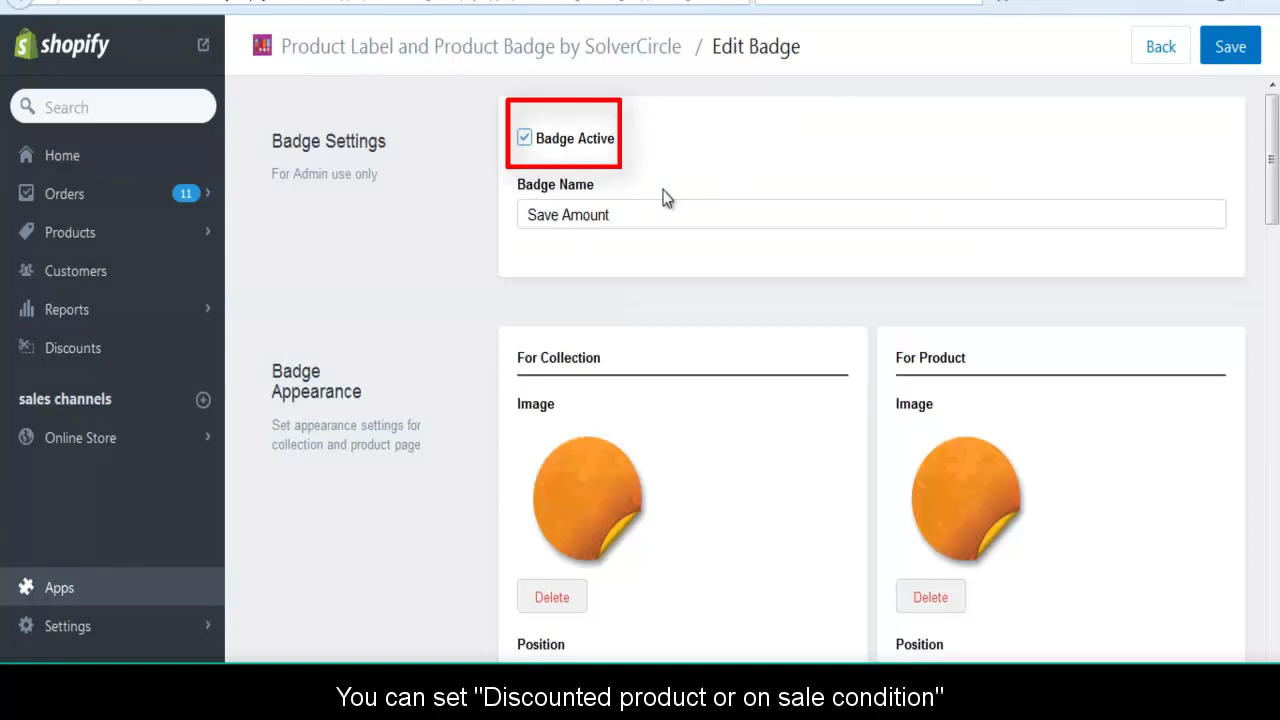 shopify
Product Label and Product Badge by SolverCircle / Edit Badge
Back
Save
Search
Home
Orders
11
Products
Customers
Reports
Discounts
sales channels
Online Store
Apps
Settings
Badge Settings
For Admin use only
Badge Active
Badge Name
Save Amount
Badge
Appearance
Set appearance settings for
collection and product page
For Collection
Image
Delete
Position
For Product
Image
Delete
Position
You can set "Discounted product or on sale condition"